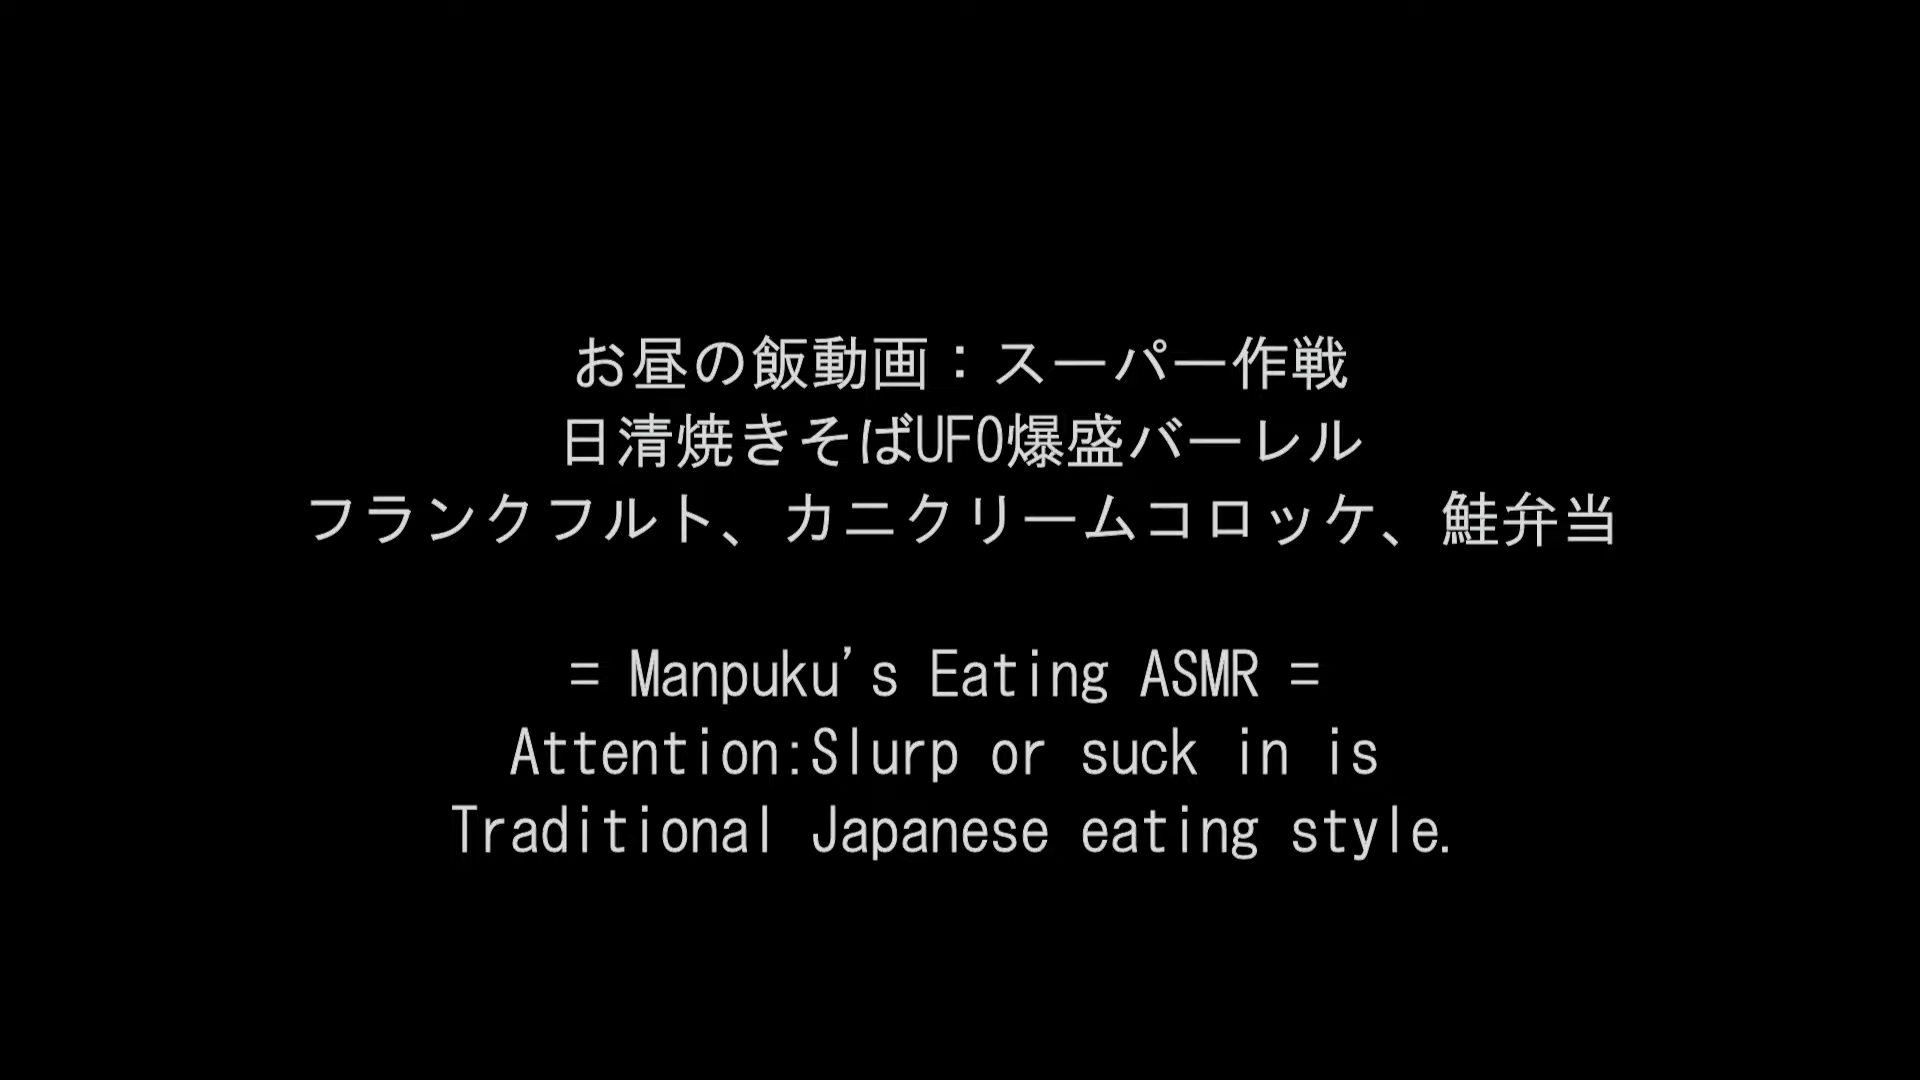 お昼の飯動画：スーパー作戦
日清焼きそばUFO爆盛バーレル
フランクフルト、カニクリームコロッケ、鮭弁当
= Manpuku's Eating ASMR =
Attention:Slurp or suck in is
Traditional Japanese eating style.